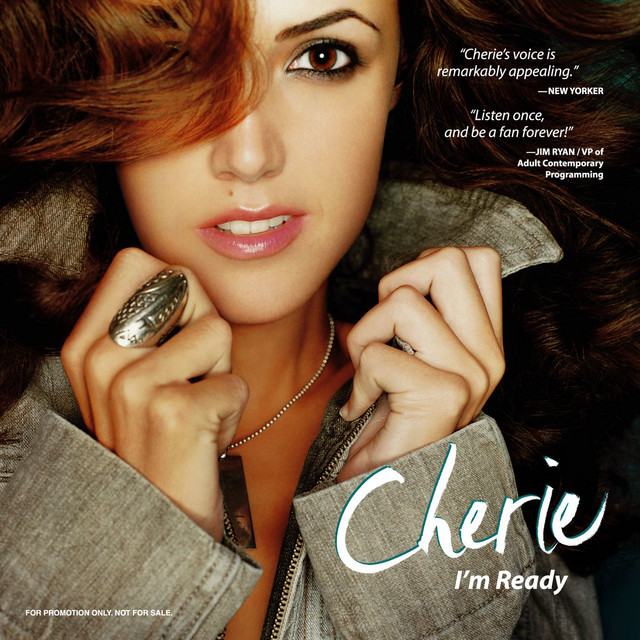 “Cherie’s voice is
remarkably appealing.”
—NEW YORKER
“Listen once,
and be a fan forever!”
—JIM RYAN / VP of
Adult Contemporary
Programming
Cherie
I’m Ready
FOR PROMOTION ONLY. NOT FOR SALE.